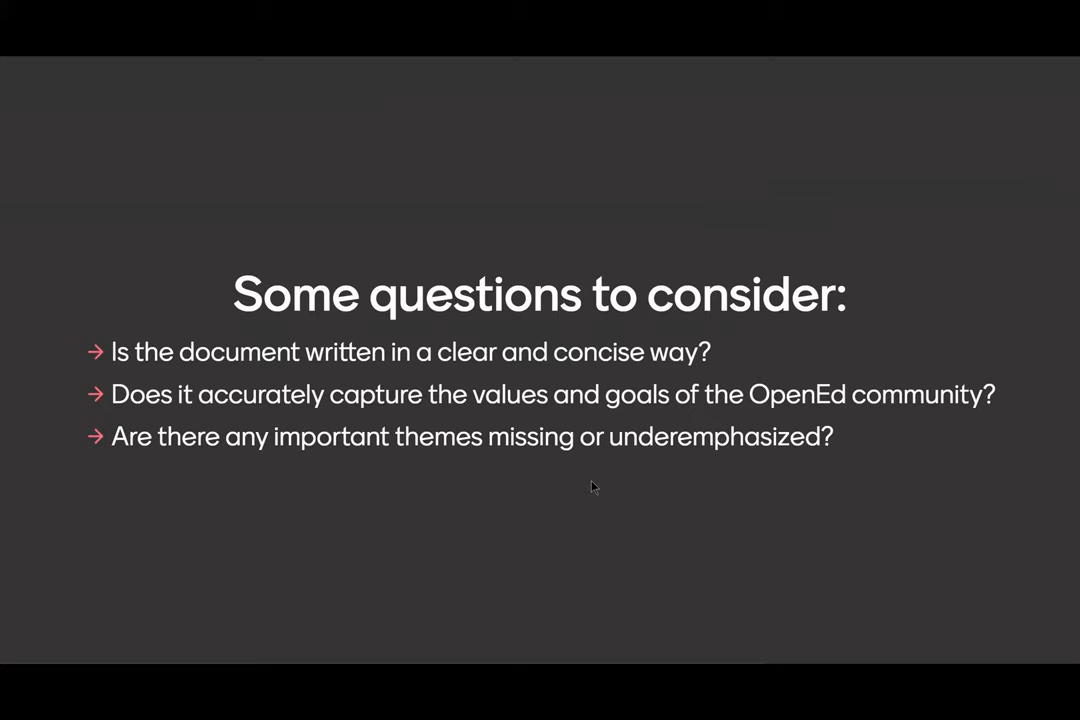 Some questions to consider:
→ Is the document written in a clear and concise way?
→ Does it accurately capture the values and goals of the OpenEd community?
→ Are there any important themes missing or underemphasized?